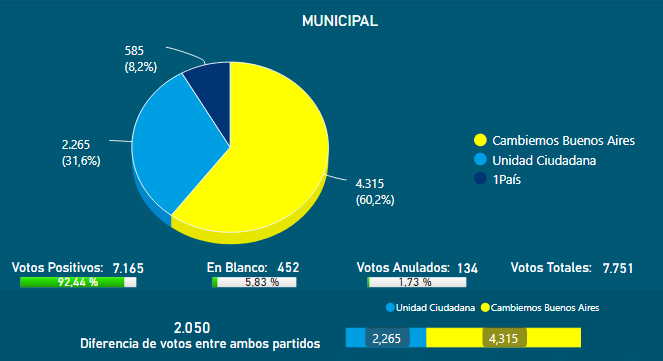 MUNICIPAL
585
(8,2%)
2.265
(31,6%)
4.315
(60,2%)
Cambiemos Buenos Aires
Unidad Ciudadana
1País
Votos Positivos: 7.165
92,44 %
En Blanco: 452
5,83 %
Votos Anulados: 134
1,73 %
Votos Totales: 7.751
2.050
Diferencia de votos entre ambos partidos
Unidad Ciudadana Cambiemos Buenos Aires
2,265 4,315